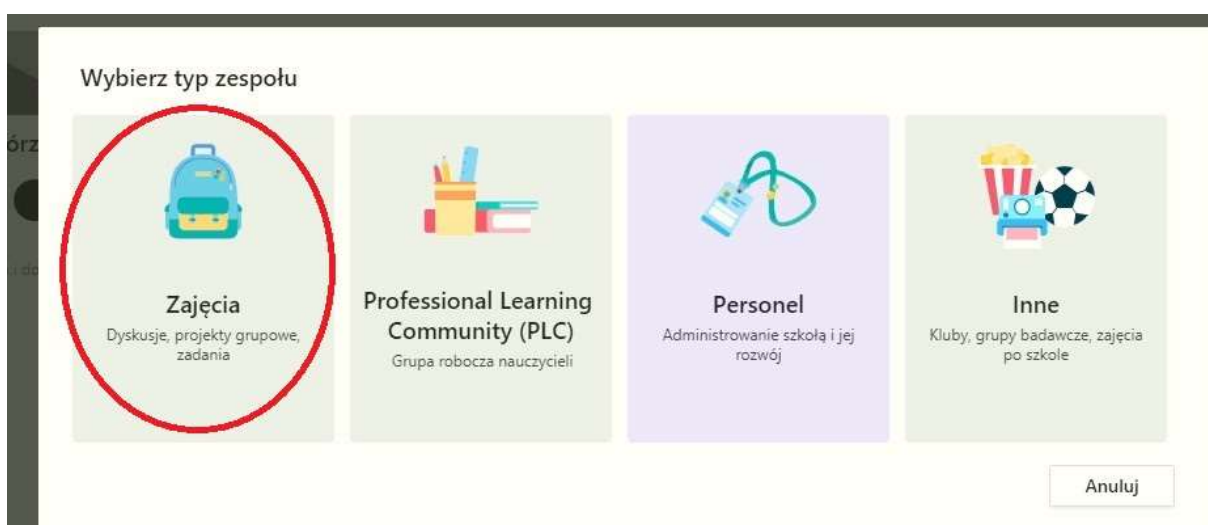 Wybierz typ zespołu
Zajęcia
Dyskusje, projekty grupowe,
zadania
Professional Learning
Community (PLC)
Grupa robocza nauczycieli
Personel
Administrowanie szkołą i jej
rozwój
Inne
Kluby, grupy badawcze, zajęcia
po szkole
Anuluj